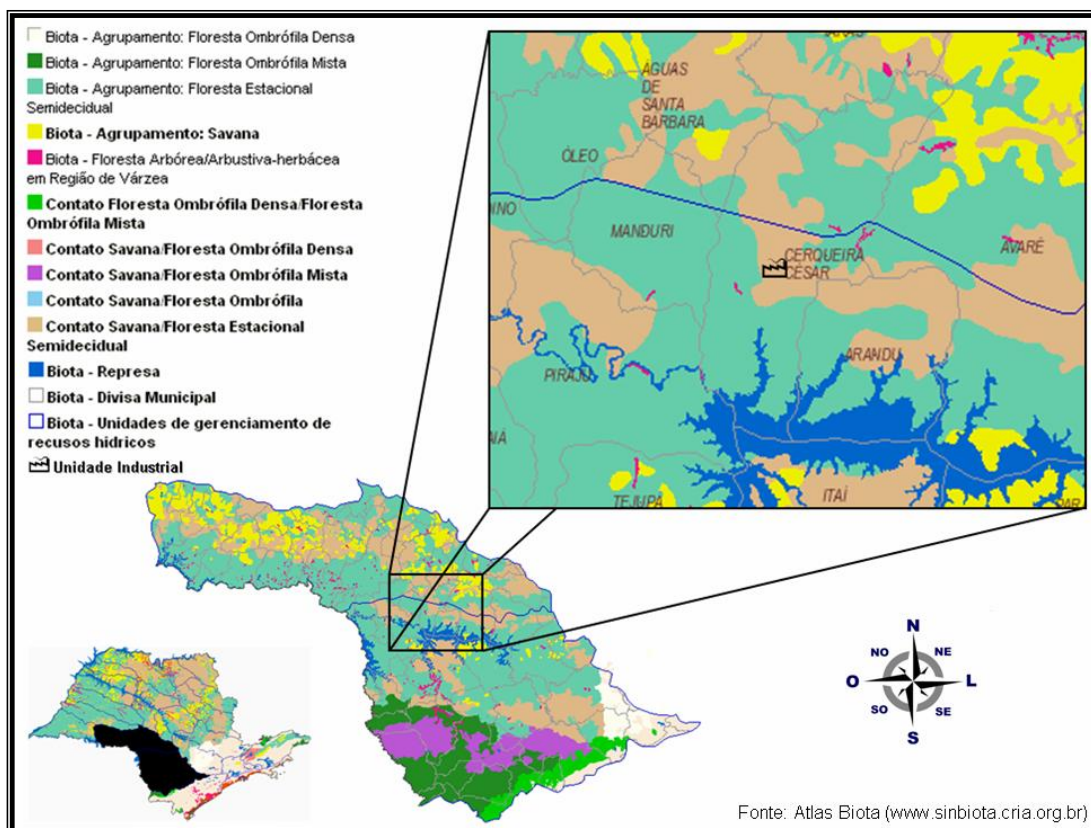 Biota - Agrupamento: Floresta Ombrófila Densa
Biota - Agrupamento: Floresta Ombrófila Mista
Biota - Agrupamento: Floresta Estacional
Semidecidual
Biota - Agrupamento: Savana
Biota - Floresta Arbórea/Arbustiva-herbácea
em Região de Várzea
Contato Floresta Ombrófila Densa/Floresta
Ombrófila Mista
Contato Savana/Floresta Ombrófila Densa
Contato Savana/Floresta Ombrófila Mista
Contato Savana/Floresta Ombrófila
Contato Savana/Floresta Estacional
Semidecidual
Biota - Represa
Biota - Divisa Municipal
Biota - Unidades de gerenciamento de
recusos hídricos
Unidade Industrial
AGUAS
DE
SANTA
BARBARA
ÓLEO
DINO
MANDURI
CERQUEIRA
CÉSAR
AVARÉ
ARANDU
PIRAJU
AIÁ
TEJUPÁ
ITAÍ
N
NO
NE
O
L
SO
SE
S
Fonte: Atlas Biota (www.sinbiota.cria.org.br)